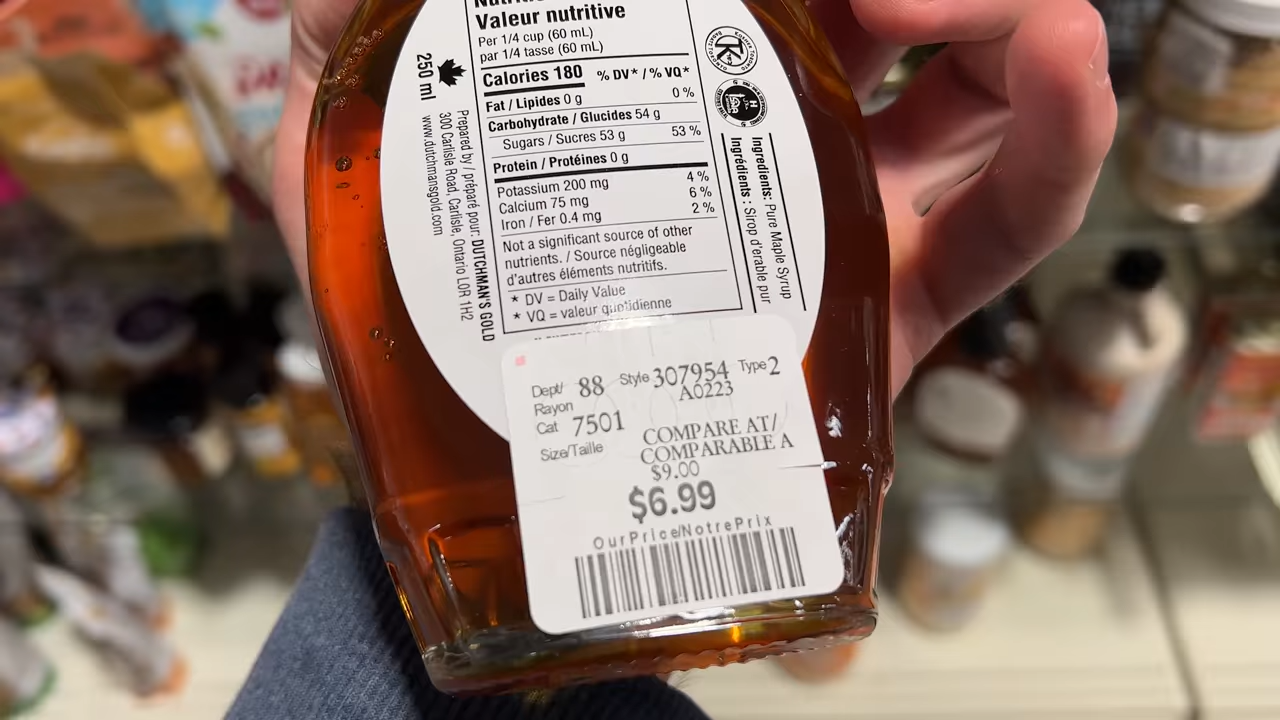 Valeur nutritive
Per 1/4 cup (60 mL)
par 1/4 tasse (60 mL)
Calories 180 % DV* / % VQ*
Fat / Lipides 0 g 0 %
Carbohydrate / Glucides 54 g
Sugars / Sucres 53 g 53 %
Protein / Protéines 0 g
Potassium 200 mg 4 %
Calcium 75 mg 6 %
Iron / Fer 0.4 mg 2 %
Not a significant source of other
nutrients. / Source négligeable
d'autres éléments nutritifs.
* DV = Daily Value
* VQ = valeur quotidienne
250 ml
Prepared by / préparé pour: DUTCHMAN'S GOLD
300 Carlisle Road, Carlisle, Ontario L0R 1H2
www.dutchmansgold.com
K
H
Ingredients: Pure Maple Syrup
Ingrédients : Sirop d'érable pur
Dept/ 88 Style 307954 Type 2
Rayon A0223
Cat 7501
Size/Taille
COMPARE AT/
COMPARABLE A
$9.00
$6.99
OurPrice/NotrePrix